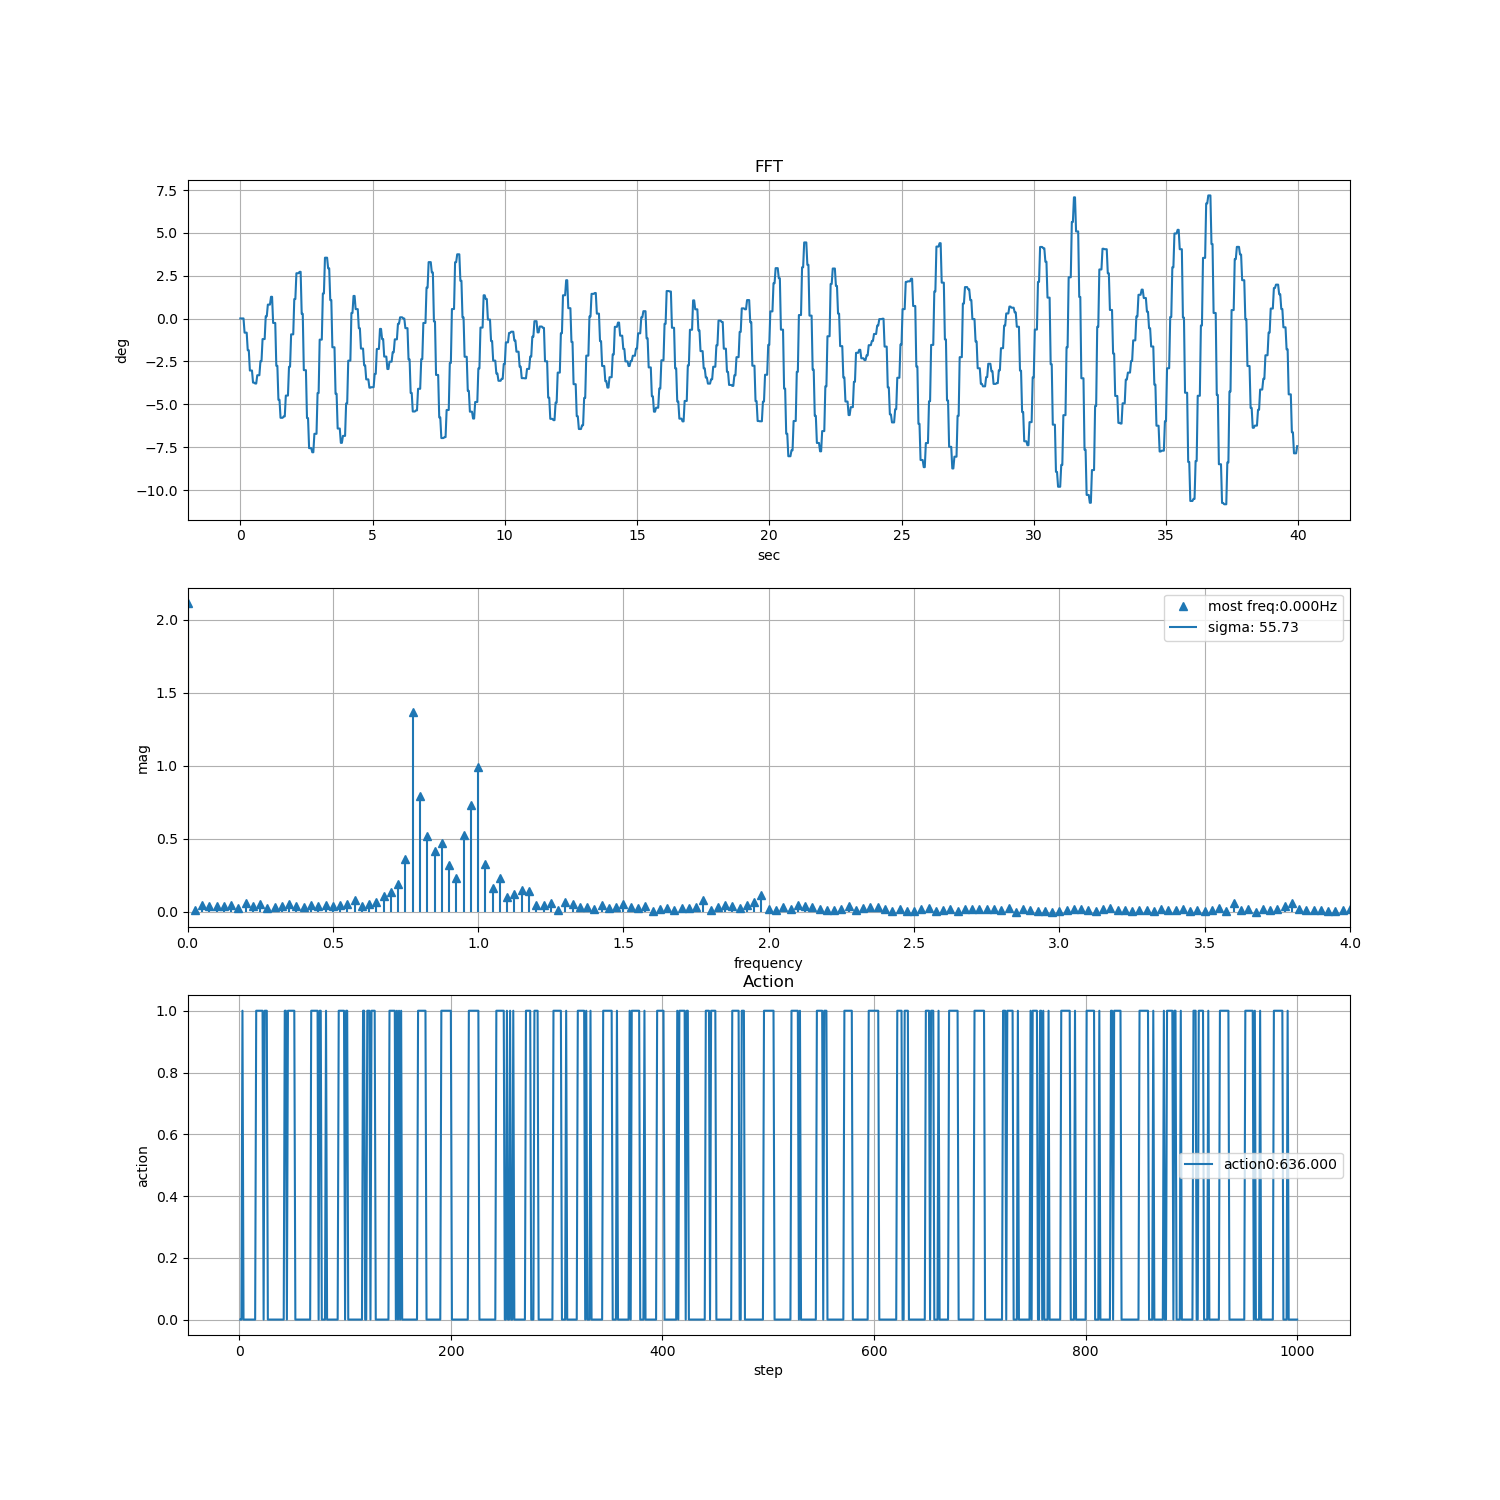 FFT
7.5
5.0
2.5
0.0
−2.5
−5.0
−7.5
−10.0
deg
0 5 10 15 20 25 30 35 40
sec
most freq:0.000Hz
sigma: 55.73
2.0
1.5
1.0
0.5
0.0
mag
0.0 0.5 1.0 1.5 2.0 2.5 3.0 3.5 4.0
frequency
Action
1.0
0.8
0.6
0.4
0.2
0.0
action
action0:636.000
0 200 400 600 800 1000
step